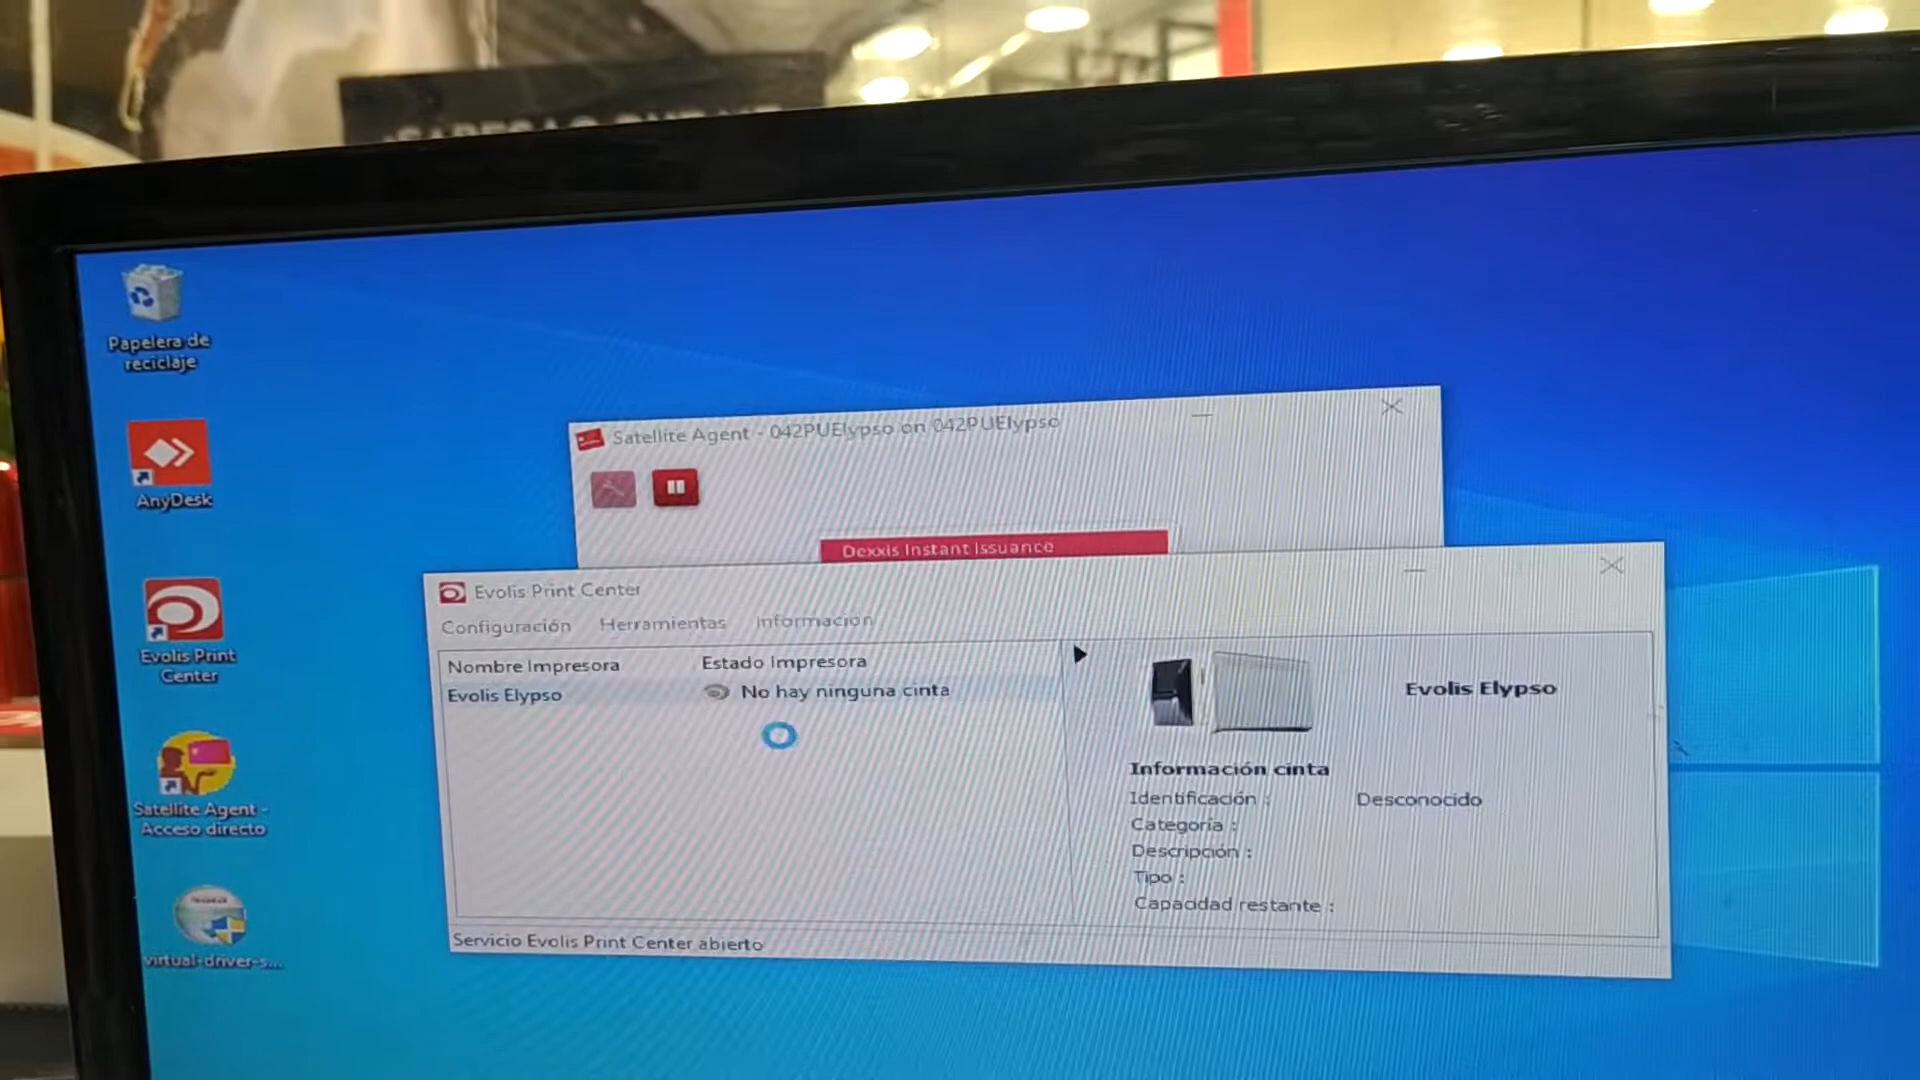 Papelera de
reciclaje
AnyDesk
Evolis Print
Center
Satellite Agent -
Acceso directo
virtual-driver-s...
Satellite Agent - 042PUElypso on 042PUElypso
Dexxis Instant Issuance
Evolis Print Center
Configuración Herramientas Información
Nombre Impresora Estado Impresora
Evolis Elypso No hay ninguna cinta
Evolis Elypso
Información cinta
Identificación : Desconocido
Categoría :
Descripción :
Tipo :
Capacidad restante :
Servicio Evolis Print Center abierto